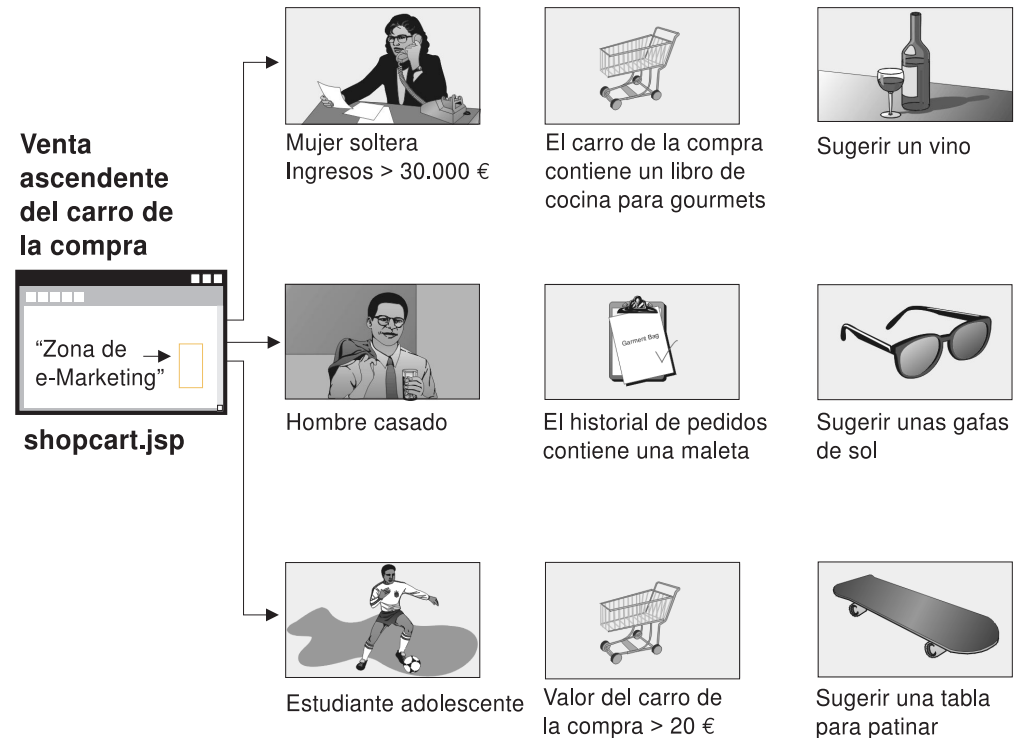 Venta
ascendente
del carro de
la compra
“Zona de
e-Marketing”
shopcart.jsp
Mujer soltera
Ingresos > 30.000 €
El carro de la compra
contiene un libro de
cocina para gourmets
Sugerir un vino
Hombre casado
Garment Bag
El historial de pedidos
contiene una maleta
Sugerir unas gafas
de sol
Estudiante adolescente
Valor del carro de
la compra > 20 €
Sugerir una tabla
para patinar